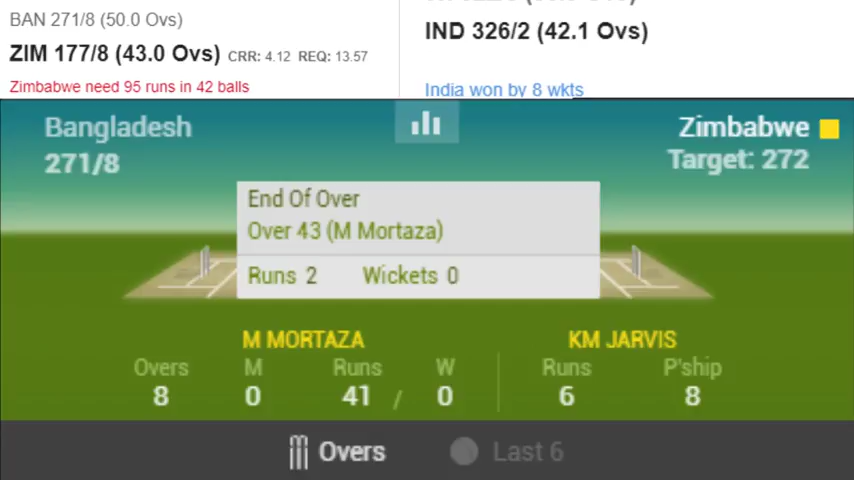 BAN 271/8 (50.0 Ovs)
ZIM 177/8 (43.0 Ovs) CRR: 4.12 REQ: 13.57
Zimbabwe need 95 runs in 42 balls
IND 326/2 (42.1 Ovs)
India won by 8 wkts
Bangladesh
271/8
Zimbabwe
Target: 272
End Of Over
Over 43 (M Mortaza)
Runs 2 Wickets 0
M MORTAZA
Overs M Runs W
8 0 41 / 0
KM JARVIS
Runs P'ship
6 8
Overs Last 6